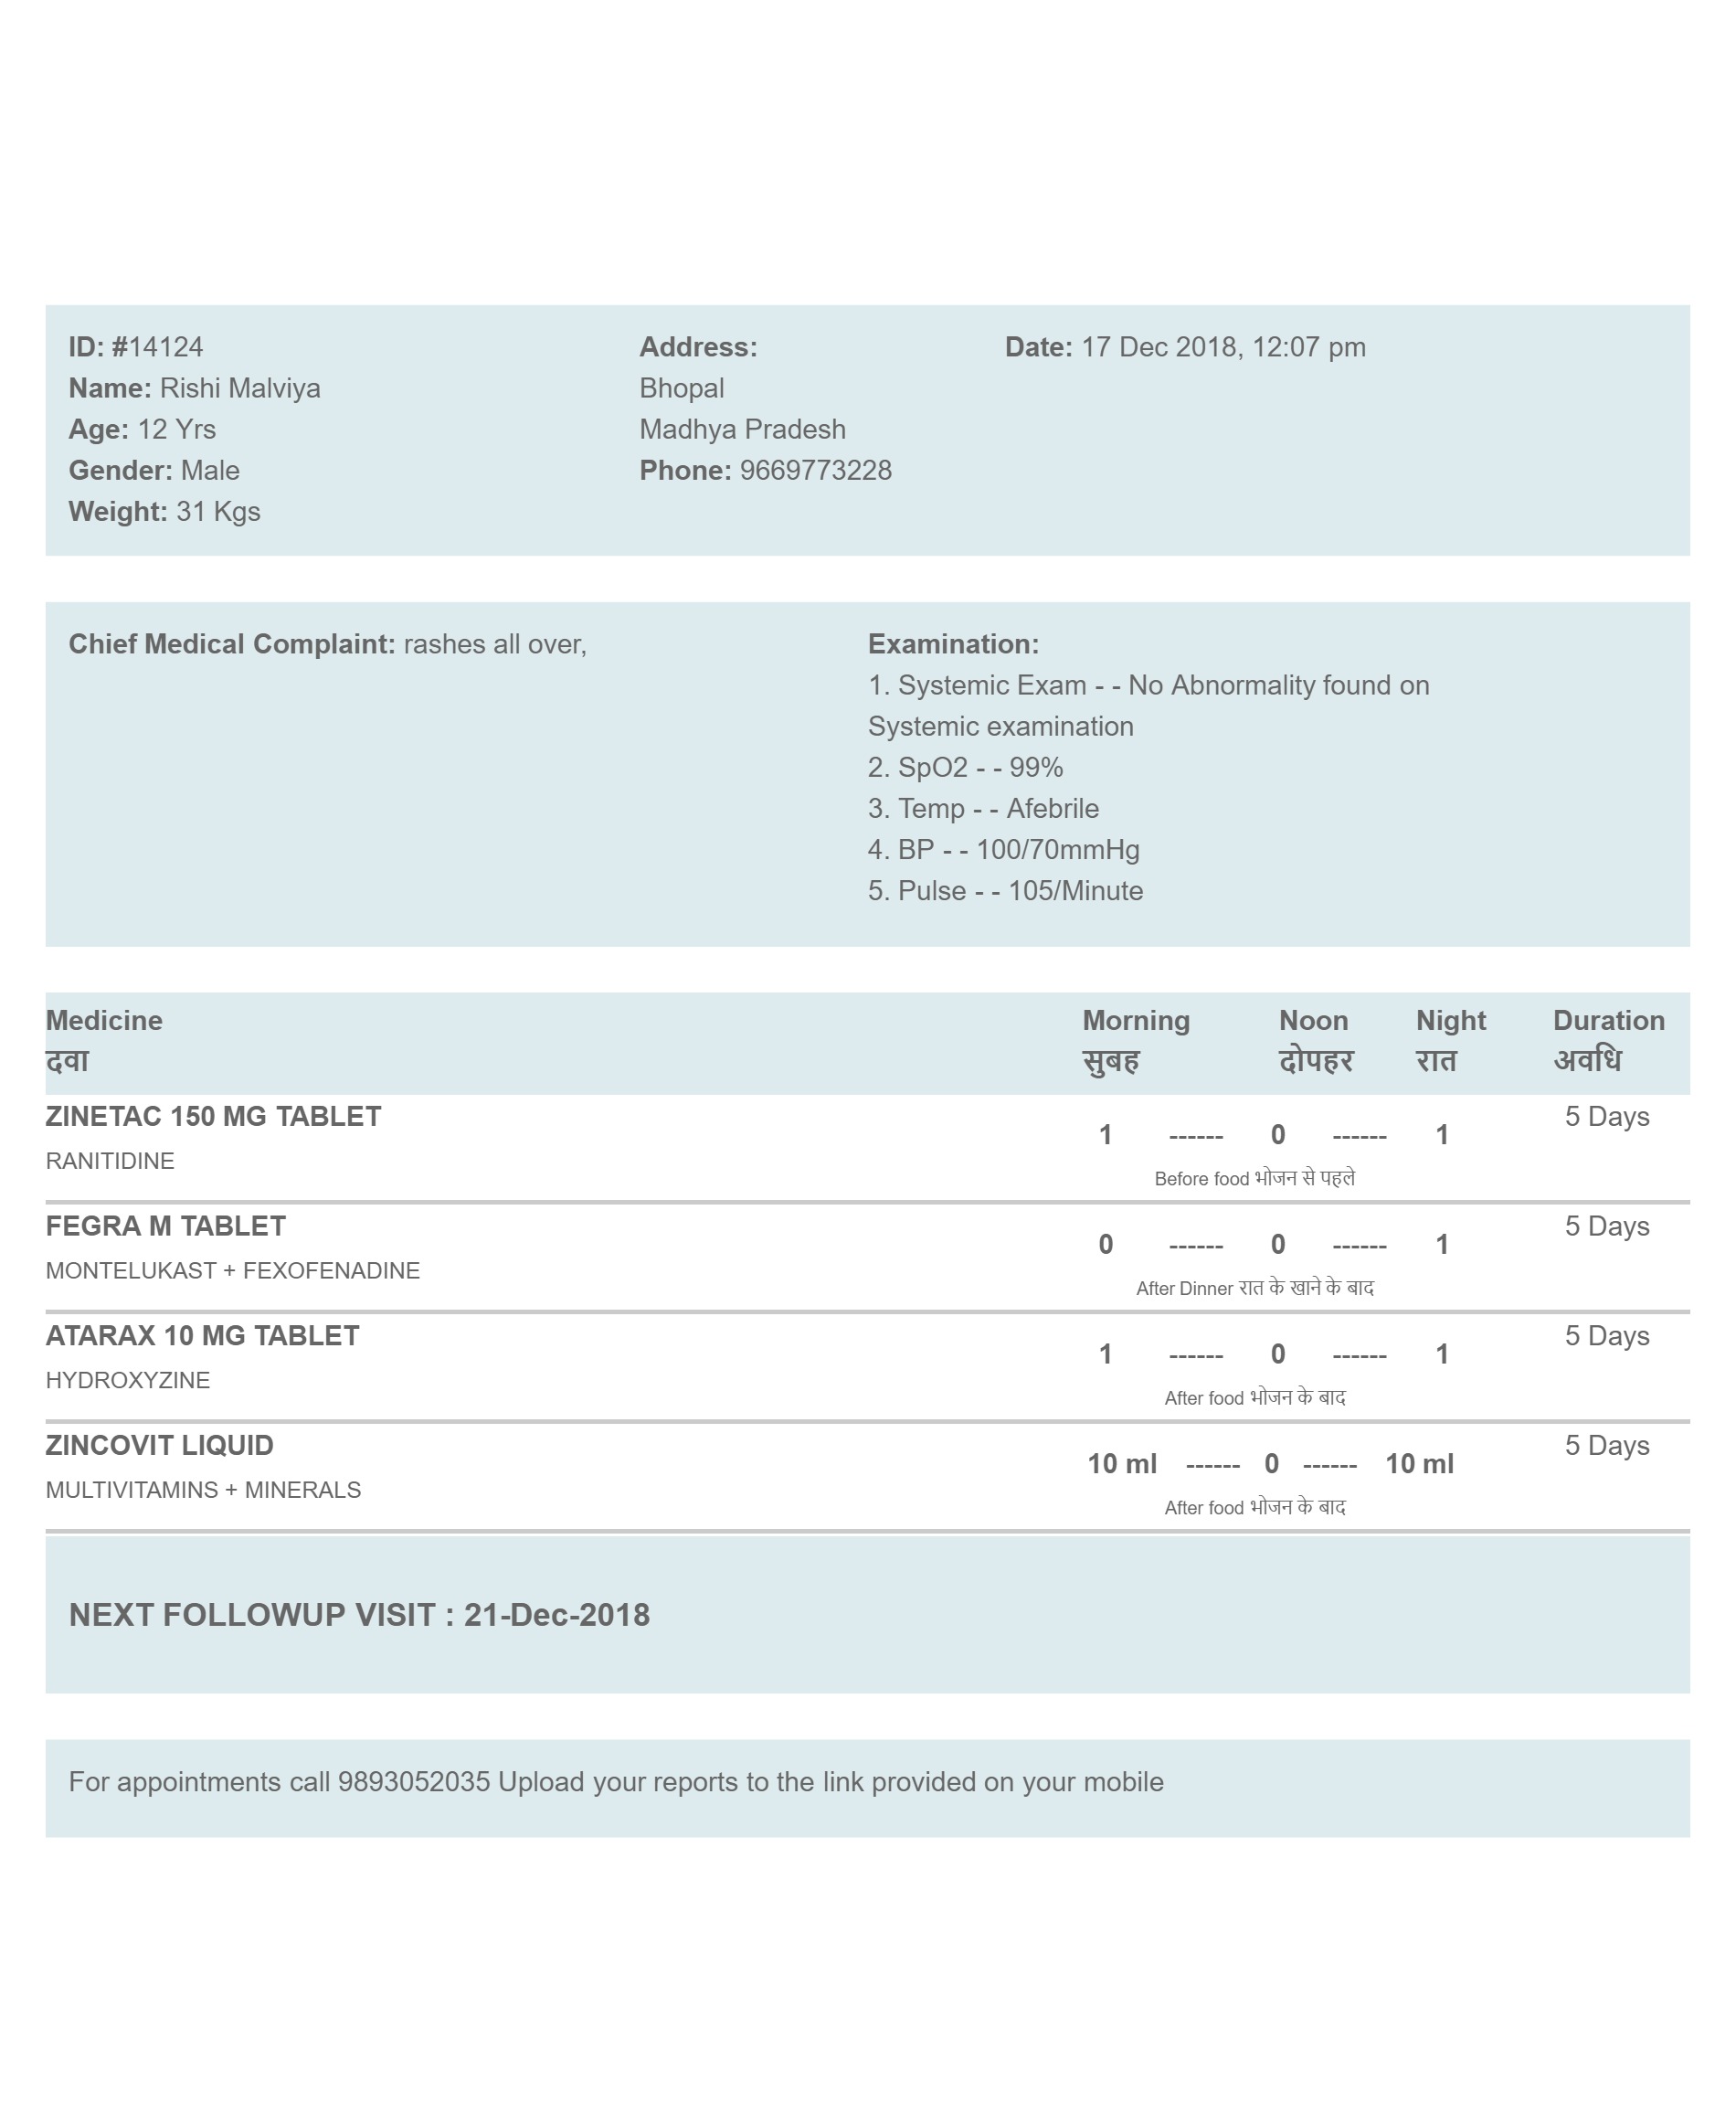 ID: #14124
Name: Rishi Malviya
Age: 12 Yrs
Gender: Male
Weight: 31 Kgs
Address:
Bhopal
Madhya Pradesh
Phone: 9669773228
Date: 17 Dec 2018, 12:07 pm
Chief Medical Complaint: rashes all over,
Examination:
1. Systemic Exam - - No Abnormality found on
Systemic examination
2. SpO2 - - 99%
3. Temp - - Afebrile
4. BP - - 100/70mmHg
5. Pulse - - 105/Minute
Medicine Morning Noon Night Duration
दवा सुबह दोपहर रात अवधि
ZINETAC 150 MG TABLET 5 Days
1 ------ 0 ------ 1
RANITIDINE
Before food भोजन से पहले
FEGRA M TABLET 5 Days
0 ------ 0 ------ 1
MONTELUKAST + FEXOFENADINE
After Dinner रात के खाने के बाद
ATARAX 10 MG TABLET 5 Days
1 ------ 0 ------ 1
HYDROXYZINE
After food भोजन के बाद
ZINCOVIT LIQUID 5 Days
10 ml ------ 0 ------ 10 ml
MULTIVITAMINS + MINERALS
After food भोजन के बाद
NEXT FOLLOWUP VISIT : 21-Dec-2018
For appointments call 9893052035 Upload your reports to the link provided on your mobile